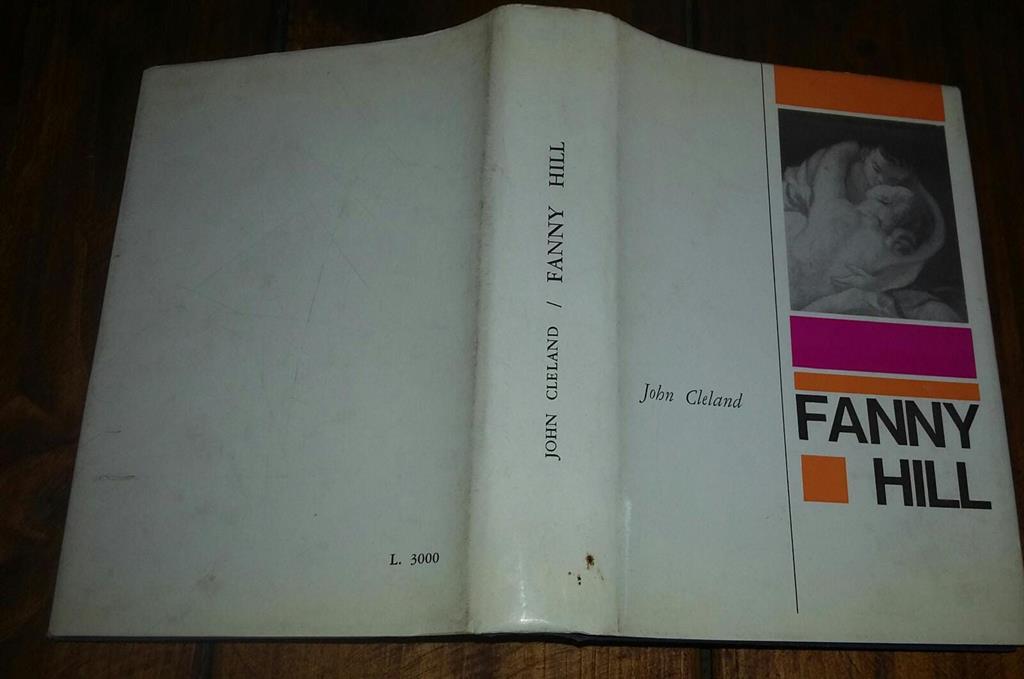 L. 3000
JOHN CLELAND / FANNY HILL
John Cleland
FANNY
HILL